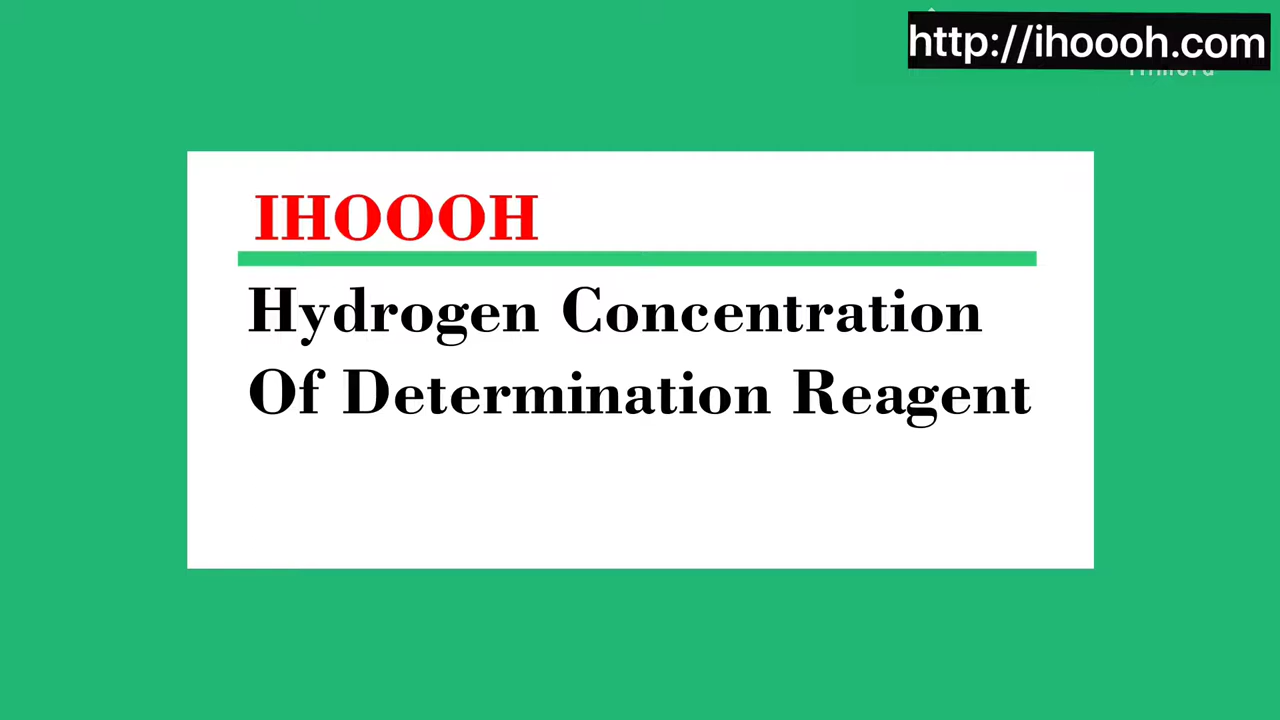 http://ihoooh.com
IHOOOH
Hydrogen Concentration
Of Determination Reagent